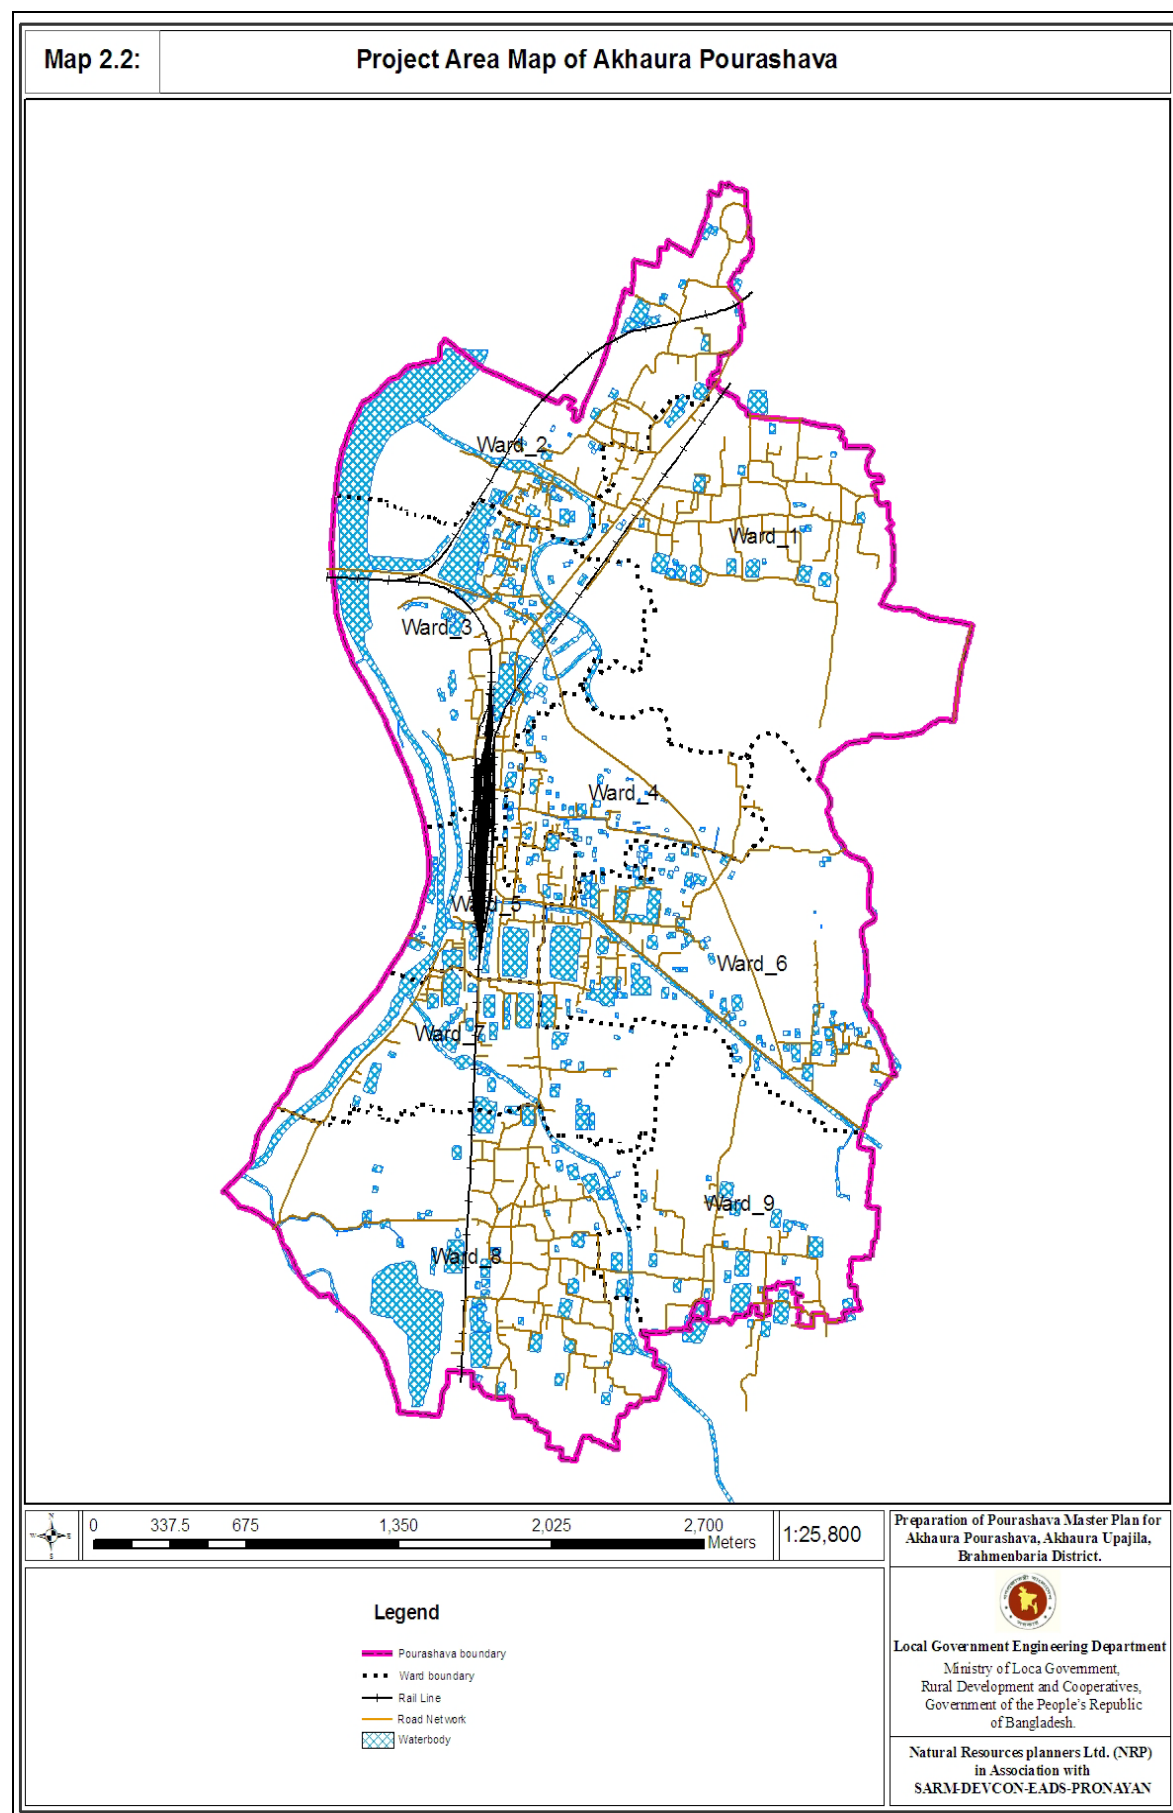 Map 2.2:
Project Area Map of Akhaura Pourashava
Ward_2
Ward_1
Ward_3
Ward_4
Ward_5
Ward_6
Ward_7
Ward_9
Ward_8
N
W E
S
0 337.5 675 1,350 2,025 2,700
Meters
1:25,800
Preparation of Pourashava Master Plan for
Akhaura Pourashava, Akhaura Upajila,
Brahmenbaria District.
Legend
Pourashava boundary
Ward boundary
Rail Line
Road Network
Waterbody
Local Government Engineering Department
Ministry of Loca Government,
Rural Development and Cooperatives,
Government of the People's Republic
of Bangladesh.
Natural Resources planners Ltd. (NRP)
in Association with
SARM-DEVCON-EADS-PRONAYAN